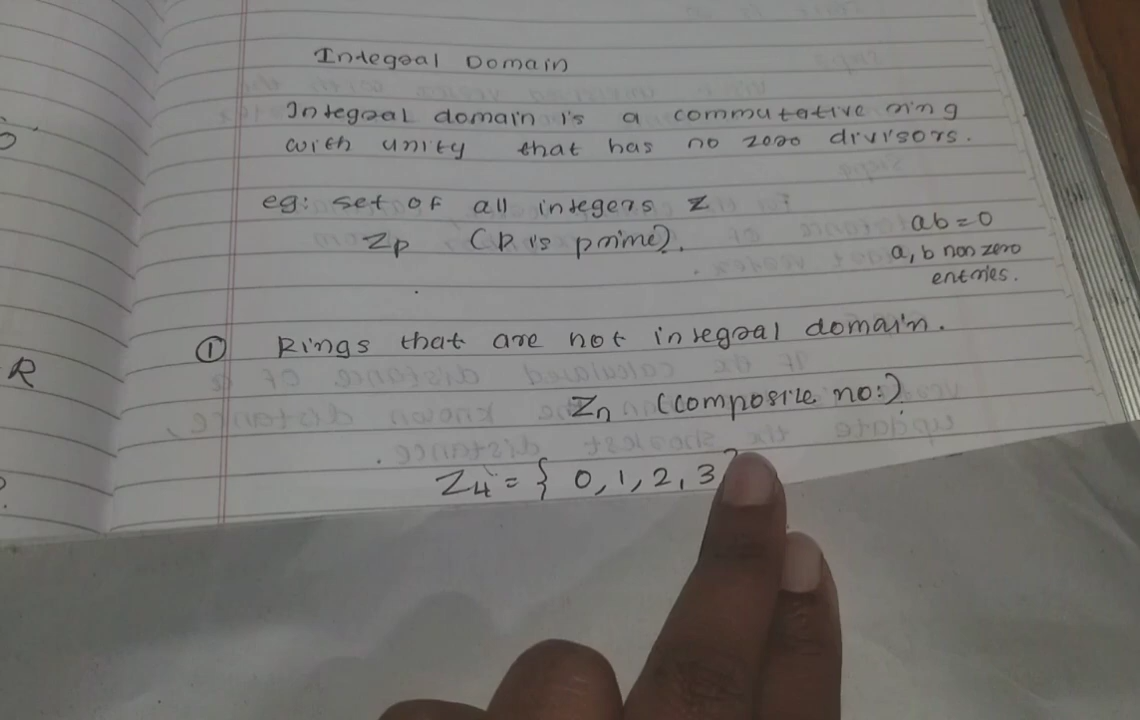 Integral Domain
Integral domain is a commutative ring
with unity that has no zero divisors.
eg: set of all integers Z
Zp (p is prime).
ab = 0
a, b non zero
entries.
① Rings that are not integral domain.
R
Zn (composite no:)
Z4 = { 0, 1, 2, 3 }